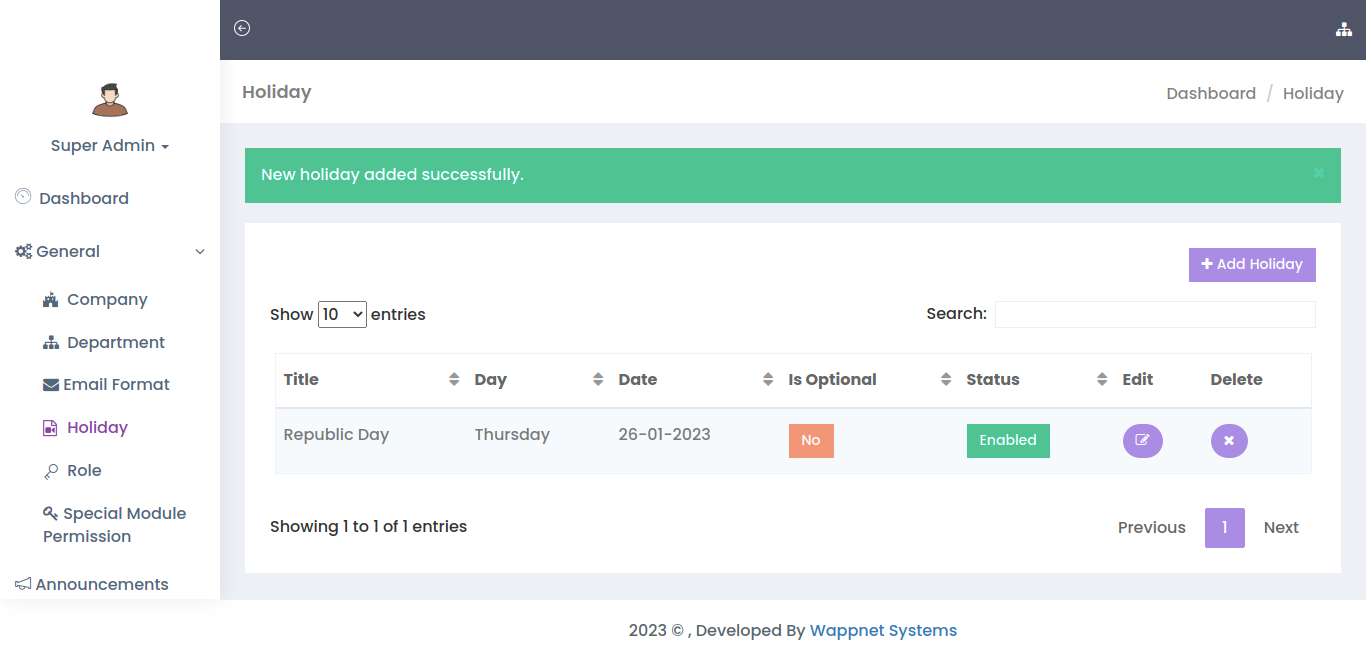 Holiday
Dashboard / Holiday
Super Admin
Dashboard
General
Company
Department
Email Format
Holiday
Role
Special Module
Permission
Announcements
New holiday added successfully.
Add Holiday
Show 10 entries
Search:
Title Day Date Is Optional Status Edit Delete
Republic Day Thursday 26-01-2023 No Enabled
Showing 1 to 1 of 1 entries
Previous 1 Next
2023 © , Developed By Wappnet Systems